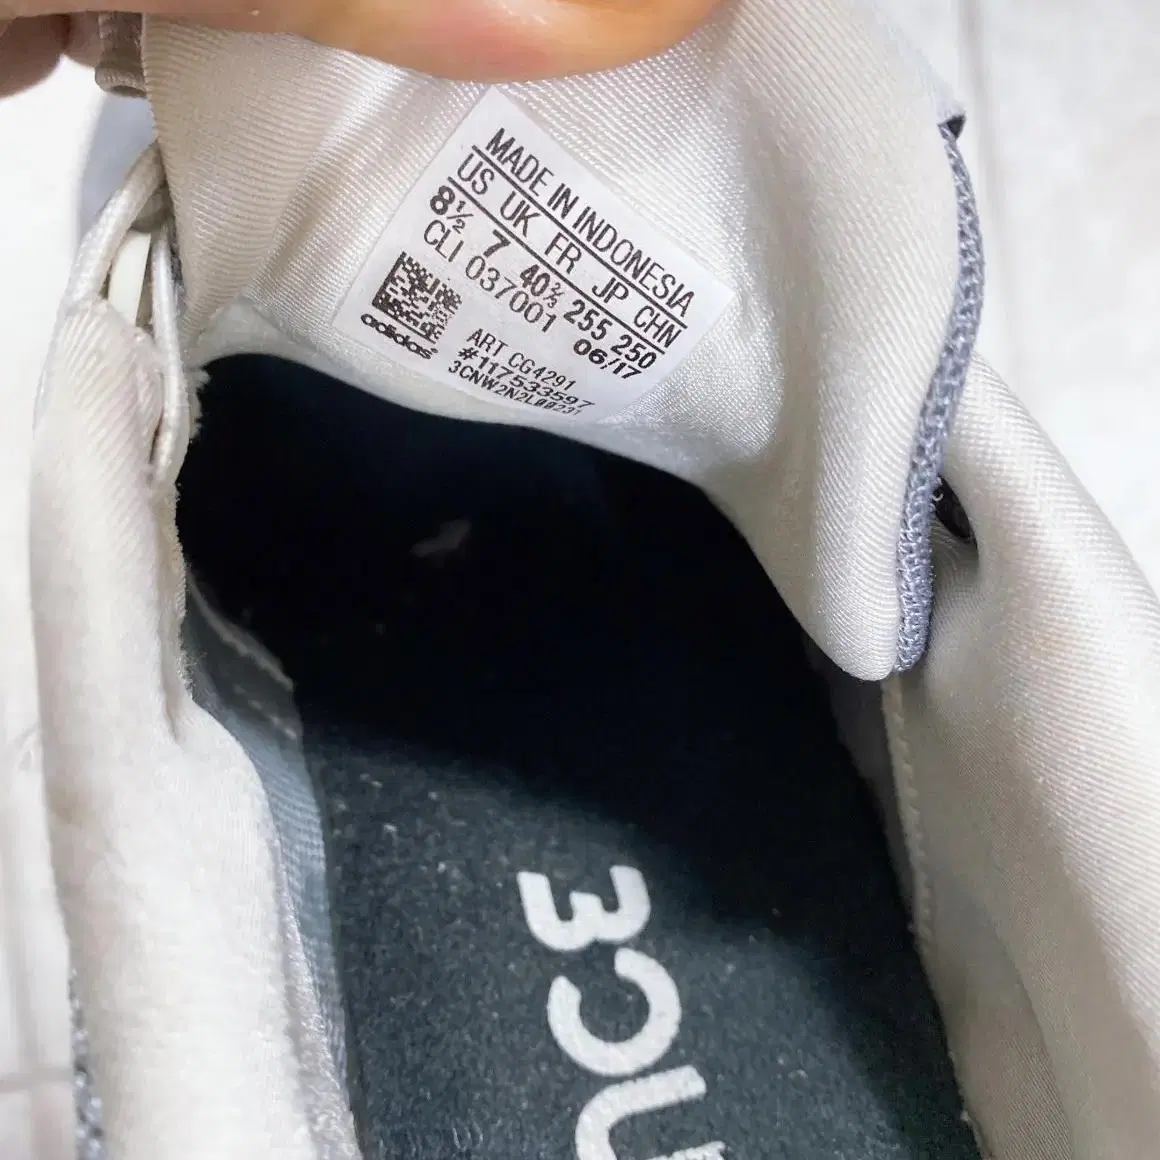 MADE IN INDONESIA
US UK FR JP CHN
8½ 7 40⅔ 255 250
CLI 037001 06/17
adidas
ART CG4291
#117533597
3CNW2N2L00231